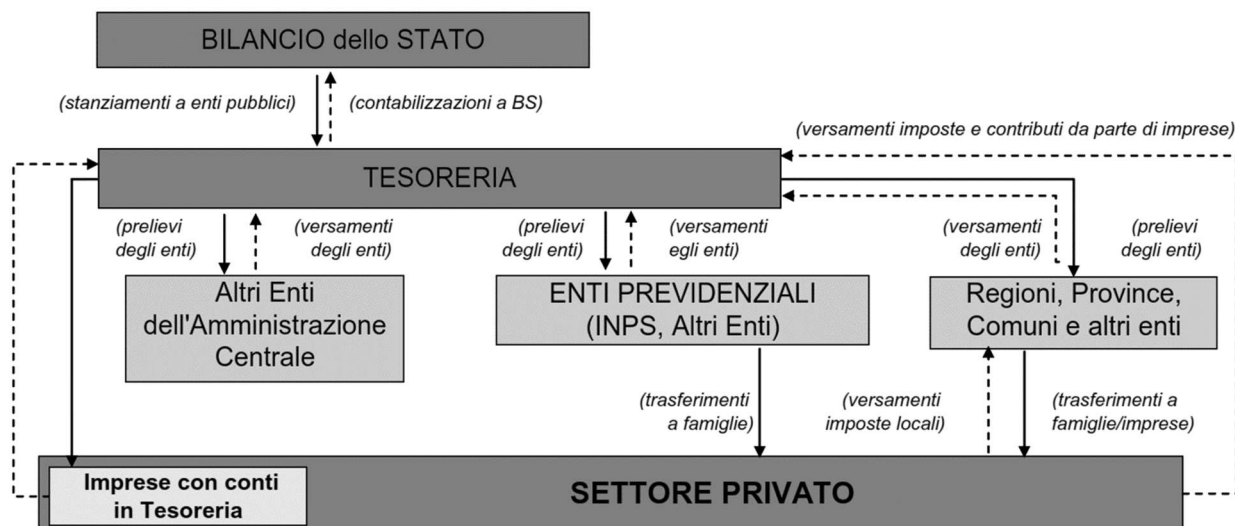 BILANCIO dello STATO
(stanziamenti a enti pubblici)
(contabilizzazioni a BS)
(versamenti imposte e contributi da parte di imprese)
TESORERIA
(prelievi
degli enti)
(versamenti
degli enti)
(prelievi
degli enti)
(versamenti
egli enti)
(versamenti
degli enti)
(prelievi
degli enti)
Altri Enti
dell'Amministrazione
Centrale
ENTI PREVIDENZIALI
(INPS, Altri Enti)
Regioni, Province,
Comuni e altri enti
(trasferimenti
a famiglie)
(versamenti
imposte locali)
(trasferimenti a
famiglie/imprese)
Imprese con conti
in Tesoreria
SETTORE PRIVATO